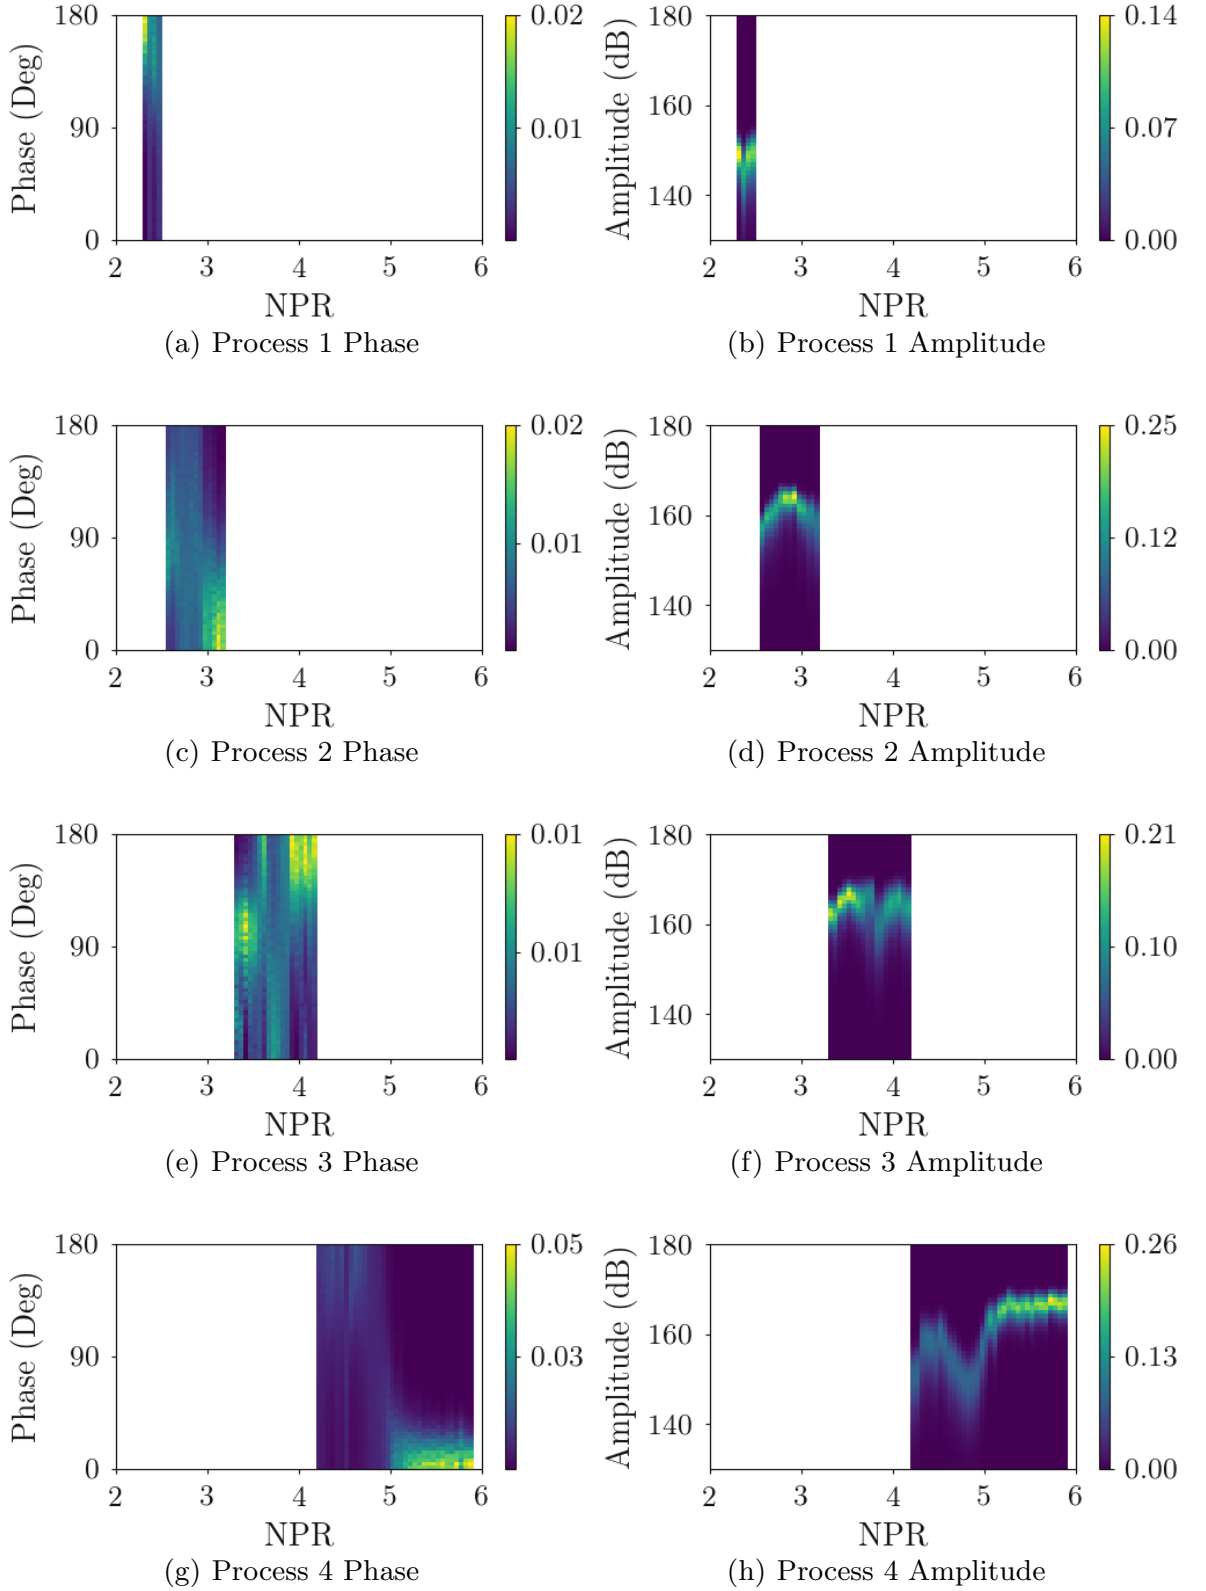 180
90
0
Phase (Deg)
2 3 4 5 6
NPR
0.02
0.01
(a) Process 1 Phase
180
160
140
Amplitude (dB)
2 3 4 5 6
NPR
0.14
0.07
0.00
(b) Process 1 Amplitude
180
90
0
Phase (Deg)
2 3 4 5 6
NPR
0.02
0.01
(c) Process 2 Phase
180
160
140
Amplitude (dB)
2 3 4 5 6
NPR
0.25
0.12
0.00
(d) Process 2 Amplitude
180
90
0
Phase (Deg)
2 3 4 5 6
NPR
0.01
0.01
(e) Process 3 Phase
180
160
140
Amplitude (dB)
2 3 4 5 6
NPR
0.21
0.10
0.00
(f) Process 3 Amplitude
180
90
0
Phase (Deg)
2 3 4 5 6
NPR
0.05
0.03
(g) Process 4 Phase
180
160
140
Amplitude (dB)
2 3 4 5 6
NPR
0.26
0.13
0.00
(h) Process 4 Amplitude